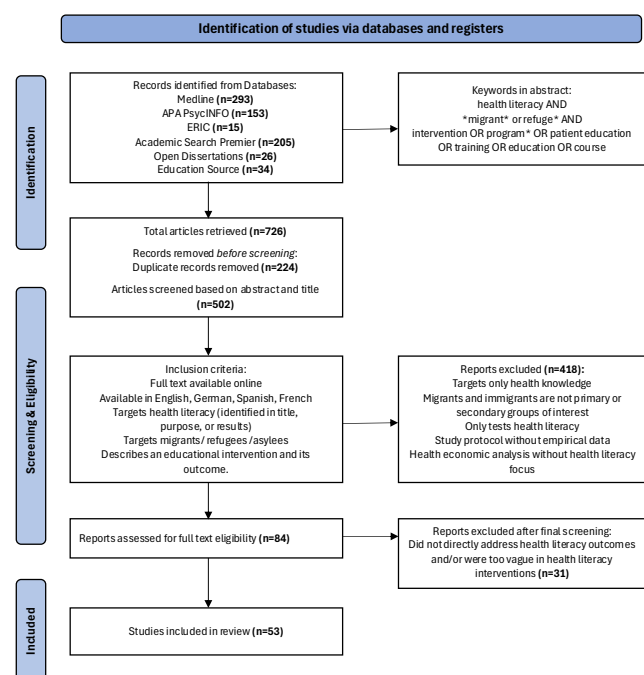 Identification of studies via databases and registers
Identification
Records identified from Databases:
Medline (n=293)
APA PsycINFO (n=153)
ERIC (n=15)
Academic Search Premier (n=205)
Open Dissertations (n=26)
Education Source (n=34)
Keywords in abstract:
health literacy AND
*migrant* or refuge* AND
intervention OR program* OR patient education
OR training OR education OR course
Total articles retrieved (n=726)
Records removed before screening:
Duplicate records removed (n=224)
Articles screened based on abstract and title
(n=502)
Screening & Eligibility
Inclusion criteria:
Full text available online
Available in English, German, Spanish, French
Targets health literacy (identified in title,
purpose, or results)
Targets migrants/ refugees /asylees
Describes an educational intervention and its
outcome.
Reports excluded (n=418):
Targets only health knowledge
Migrants and immigrants are not primary or
secondary groups of interest
Only tests health literacy
Study protocol without empirical data
Health economic analysis without health literacy
focus
Reports assessed for full text eligibility (n=84)
Reports excluded after final screening:
Did not directly address health literacy outcomes
and/or were too vague in health literacy
interventions (n=31)
Included
Studies included in review (n=53)